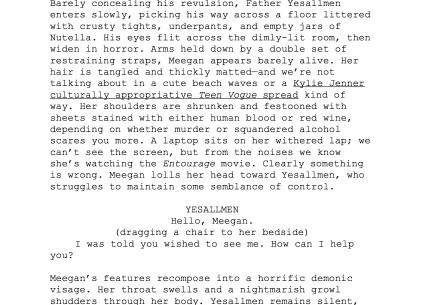 Barely concealing his revulsion, Father Yesallmen
enters slowly, picking his way across a floor littered
with crusty tights, underpants, and empty jars of
Nutella. His eyes flit across the dimly-lit room, then
widen in horror. Arms held down by a double set of
restraining straps, Meegan appears barely alive. Her
hair is tangled and thickly matted—and we're not
talking about in a cute beach waves or a Kylie Jenner
culturally appropriative Teen Vogue spread kind of
way. Her shoulders are shrunken and festooned with
sheets stained with either human blood or red wine,
depending on whether murder or squandered alcohol
scares you more. A laptop sits on her withered lap; we
can't see the screen, but from the noises we know
she's watching the Entourage movie. Clearly something
is wrong. Meegan lolls her head toward Yesallmen, who
struggles to maintain some semblance of control.
YESALLMEN
Hello, Meegan.
(dragging a chair to her bedside)
I was told you wished to see me. How can I help
you?
Meegan's features recompose into a horrific demonic
visage. Her throat swells and a nightmarish growl
shudders through her body. Yesallmen remains silent,